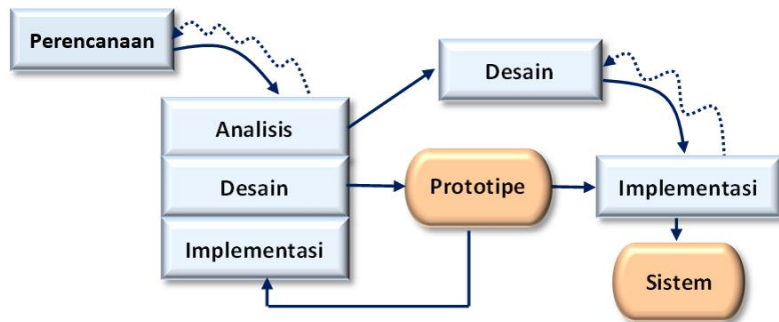 Perencanaan
Desain
Analisis
Desain
Prototipe
Implementasi
Implementasi
Sistem